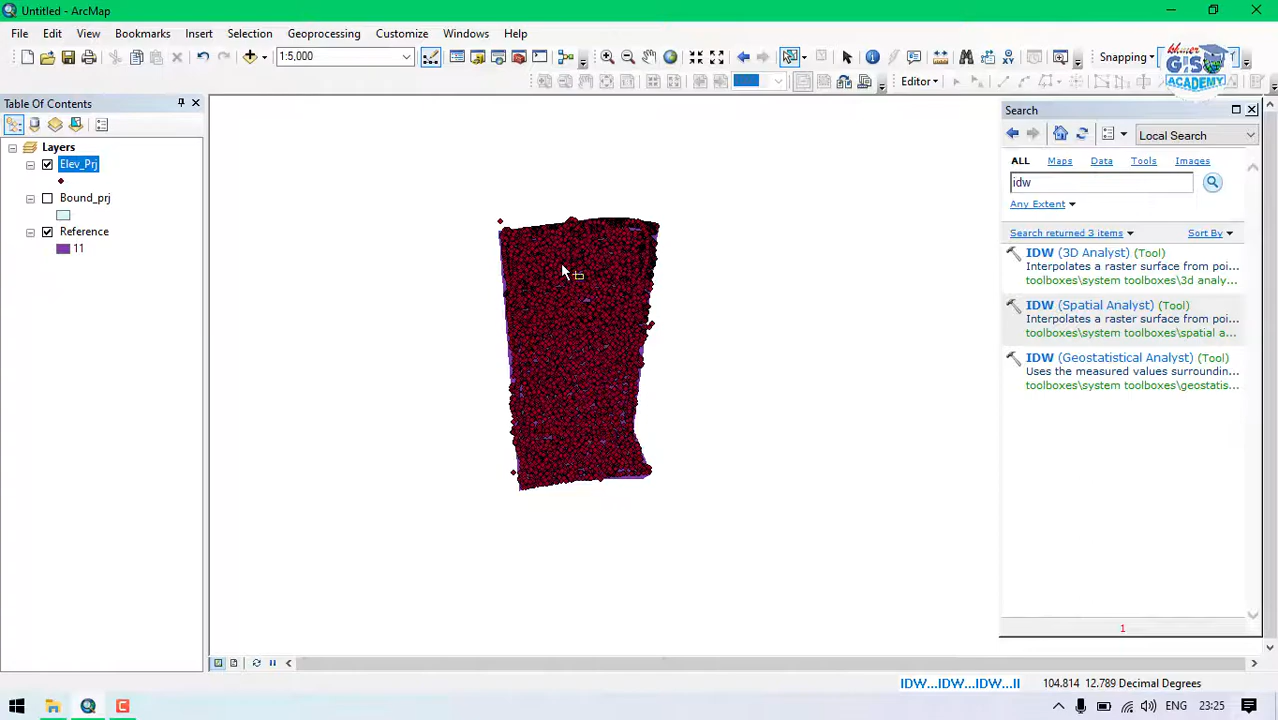 Untitled - ArcMap
File Edit View Bookmarks Insert Selection Geoprocessing Customize Windows Help
1:5,000
Snapping
Editor
khmer
GIS
ACADEMY
Table Of Contents
Layers
Elev_Prj
Bound_prj
Reference
11
Search
Local Search
ALL Maps Data Tools Images
idw
Any Extent
Search returned 3 items Sort By
IDW (3D Analyst) (Tool)
Interpolates a raster surface from poi...
toolboxes\system toolboxes\3d analy...
IDW (Spatial Analyst) (Tool)
Interpolates a raster surface from poi...
toolboxes\system toolboxes\spatial a...
IDW (Geostatistical Analyst) (Tool)
Uses the measured values surroundin...
toolboxes\system toolboxes\geostatis...
1
IDW...IDW...IDW...II 104.814 12.789 Decimal Degrees
ENG 23:25